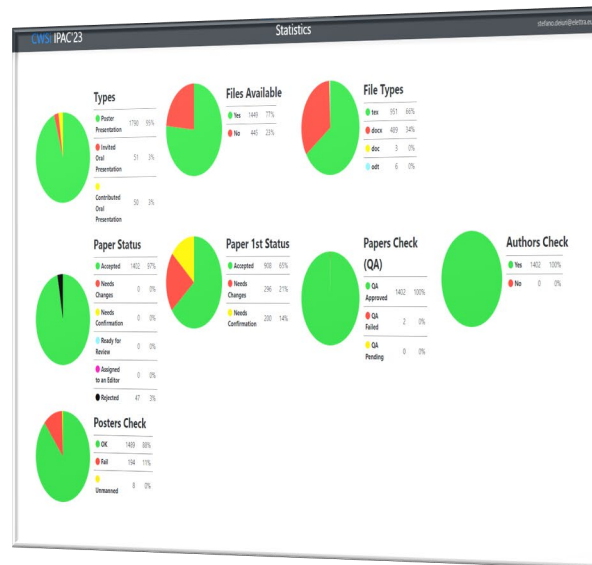 CWS: IPAC'23
Statistics
Types
Poster
Presentation 1790 95%
Invited
Oral
Presentation 51 3%
Contributed
Oral
Presentation 50 3%
Files Available
Yes 1449 77%
No 445 23%
File Types
tex 951 66%
docx 489 34%
doc 3 0%
odt 6 0%
Paper Status
Accepted 1402 97%
Needs
Changes 0 0%
Needs
Confirmation 0 0%
Ready for
Review 0 0%
Assigned
to an Editor 0 0%
Rejected 47 3%
Paper 1st Status
Accepted 900 65%
Needs
Changes 296 21%
Needs
Confirmation 200 14%
Papers Check
(QA)
QA
Approved 1402 100%
QA
Failed 2 0%
QA
Pending 0 0%
Authors Check
Yes 1402 100%
No 0 0%
Posters Check
OK 1489 88%
Fail 194 11%
Unmanned 8 0%